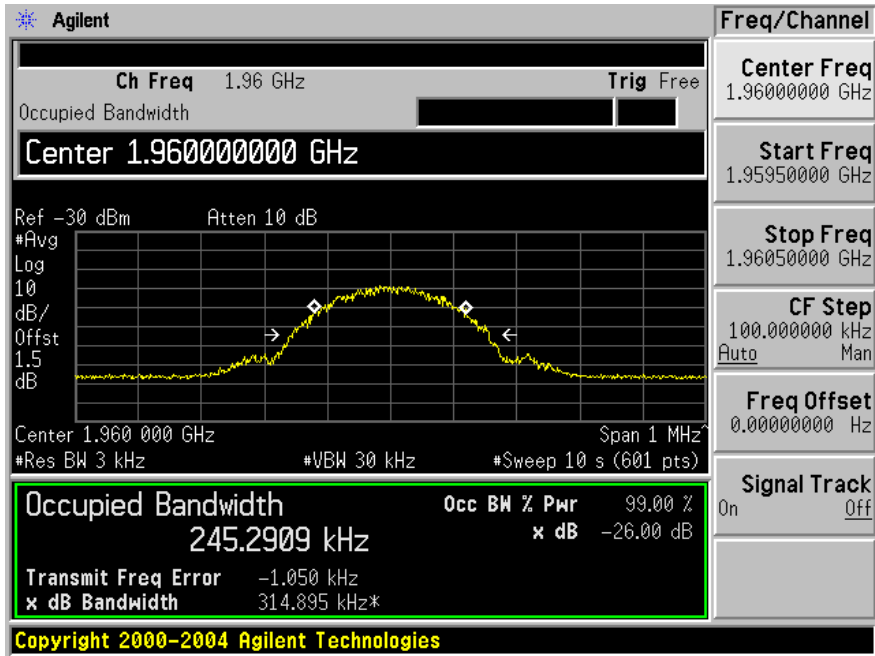 Agilent
Freq/Channel
Ch Freq 1.96 GHz Trig Free
Occupied Bandwidth
Center 1.960000000 GHz
Ref -30 dBm Atten 10 dB
#Avg
Log
10
dB/
Offst
1.5
dB
Center 1.960 000 GHz Span 1 MHz^
#Res BW 3 kHz #VBW 30 kHz #Sweep 10 s (601 pts)
Occupied Bandwidth Occ BW % Pwr 99.00 %
245.2909 kHz x dB -26.00 dB
Transmit Freq Error -1.050 kHz
x dB Bandwidth 314.895 kHz*
Copyright 2000-2004 Agilent Technologies
Center Freq
1.96000000 GHz
Start Freq
1.95950000 GHz
Stop Freq
1.96050000 GHz
CF Step
100.000000 kHz
Auto Man
Freq Offset
0.00000000 Hz
Signal Track
On Off